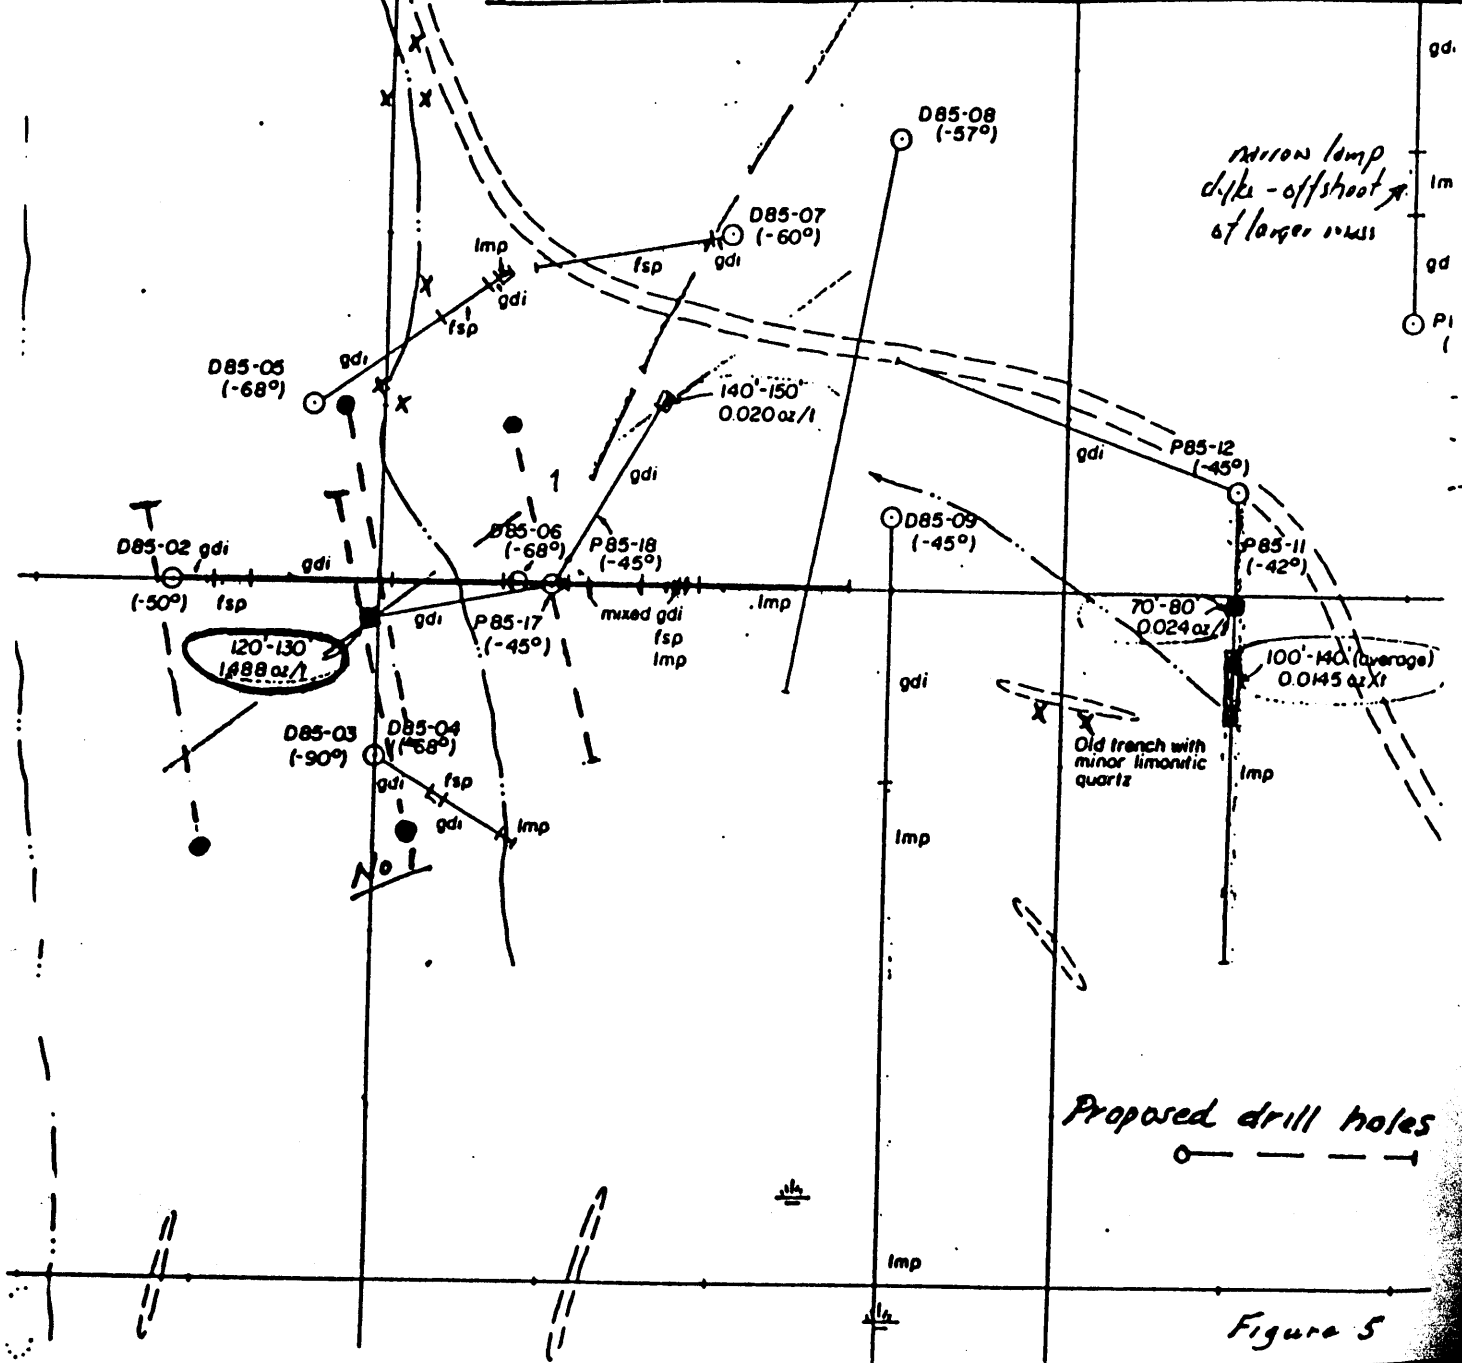 gdi
D85-08
(-57°)
narrow lamp
dyke - offshoot
of larger mass
lm
D85-07
(-60°)
lmp
fsp
gdi
gdi
fsp
gd
P1
(
D85-05
(-68°)
gdi
140'-150'
0.020 oz/t
gdi
gdi
P85-12
(-45°)
1
D85-06
(-68°)
P85-18
(-45°)
D85-09
(-45°)
P85-11
(-42°)
D85-02
gdi
gdi
(-50°)
fsp
gdi
P85-17
(-45°)
mixed gdi
fsp
lmp
lmp
70'-80'
0.024 oz/t
120'-130'
1.488 oz/t
100'-140' (average)
0.0145 oz/t
gdi
D85-03
(-90°)
D85-04
(-68°)
Old trench with
minor limonitic
quartz
gdi
fsp
gdi
lmp
lmp
lmp
No 1
Proposed drill holes
lmp
Figure 5